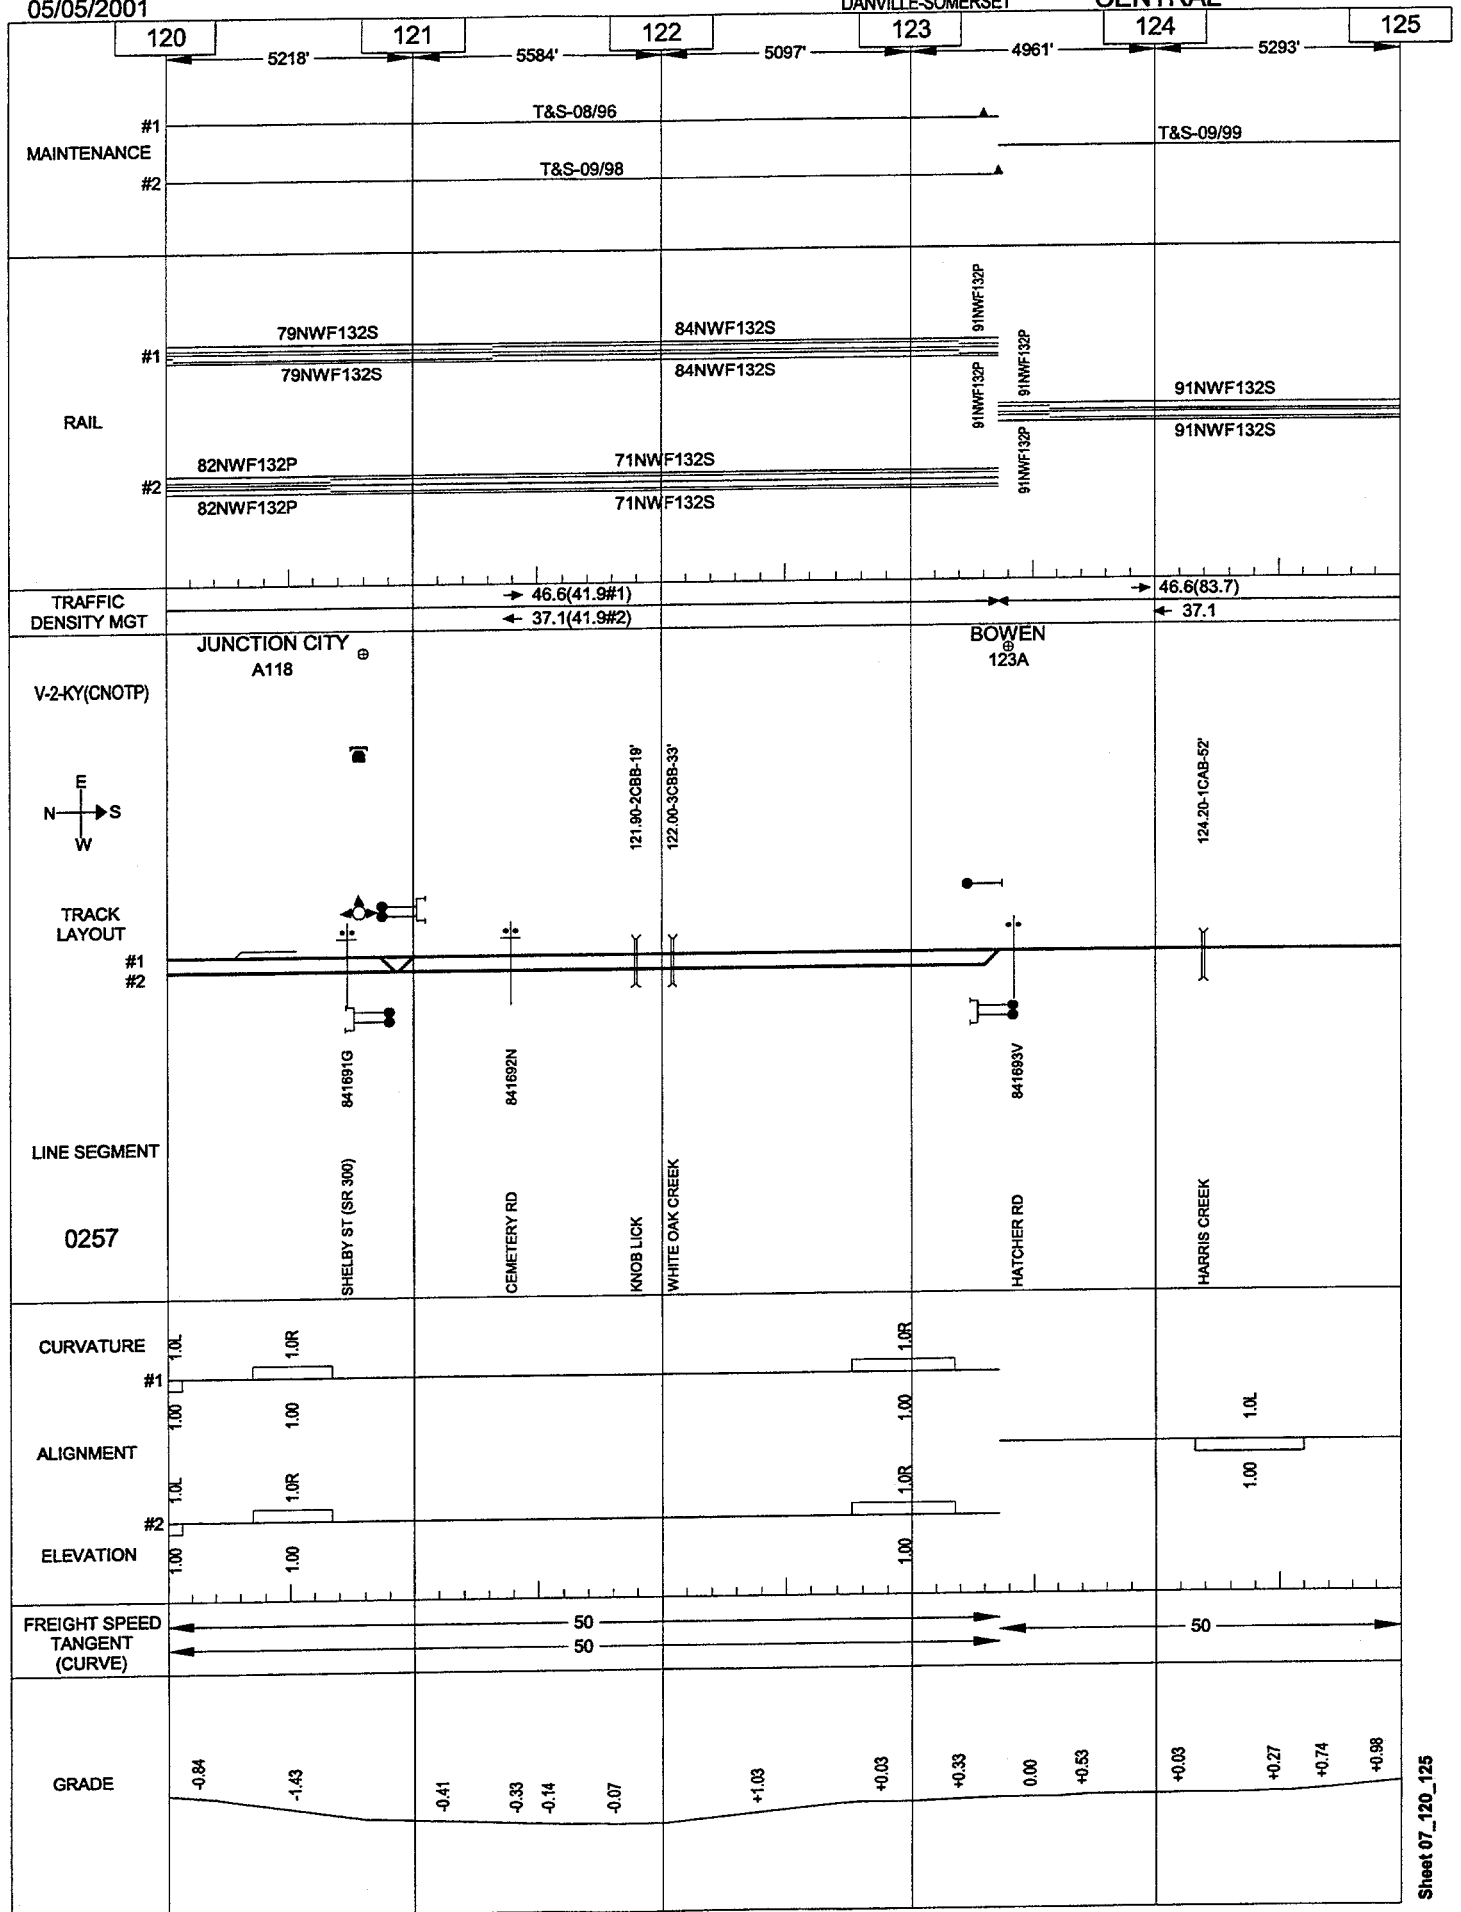 05/05/2001
DANVILLE-SOMERSET
CENTRAL
120 121 122 123 124 125
5218' 5584' 5097' 4961' 5293'
MAINTENANCE
#1
T&S-08/96
T&S-09/99
#2
T&S-09/98
RAIL
#1
79NWF132S
84NWF132S
79NWF132S
84NWF132S
91NWF132P
91NWF132P
91NWF132P
91NWF132P
91NWF132S
91NWF132S
#2
82NWF132P
71NWF132S
82NWF132P
71NWF132S
TRAFFIC
DENSITY MGT
46.6(41.9#1)
46.6(83.7)
37.1(41.9#2)
37.1
JUNCTION CITY
A118
BOWEN
123A
V-2-KY(CNOTP)
E
N
S
W
121.90-2CBB-19'
122.00-3CBB-33'
124.20-1CAB-52'
TRACK
LAYOUT
#1
#2
841691G
841692N
841693V
LINE SEGMENT
0257
SHELBY ST (SR 300)
CEMETERY RD
KNOB LICK
WHITE OAK CREEK
HATCHER RD
HARRIS CREEK
CURVATURE
#1
1.0L
1.0R
1.0R
1.00
1.00
1.00
1.0L
1.00
ALIGNMENT
#2
1.0L
1.0R
1.0R
1.00
1.00
1.00
ELEVATION
FREIGHT SPEED
TANGENT
(CURVE)
50
50
50
GRADE
-0.84
-1.43
-0.41
-0.33
-0.14
-0.07
+1.03
+0.03
+0.33
0.00
+0.53
+0.03
+0.27
+0.74
+0.98
Sheet 07_120_125